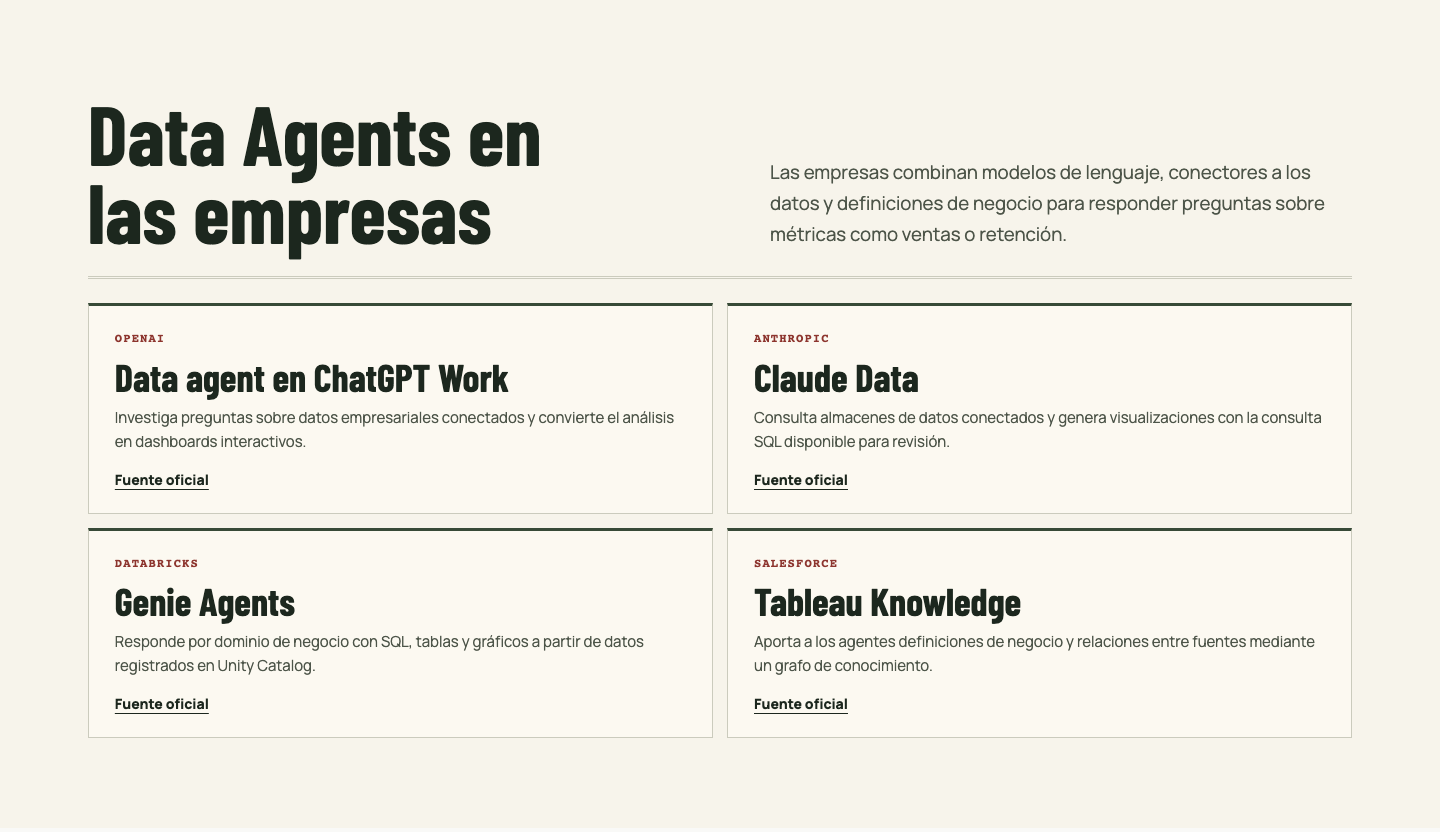 Data Agents en
las empresas
Las empresas combinan modelos de lenguaje, conectores a los
datos y definiciones de negocio para responder preguntas sobre
métricas como ventas o retención.
OPENAI
Data agent en ChatGPT Work
Investiga preguntas sobre datos empresariales conectados y convierte el análisis
en dashboards interactivos.
Fuente oficial
ANTHROPIC
Claude Data
Consulta almacenes de datos conectados y genera visualizaciones con la consulta
SQL disponible para revisión.
Fuente oficial
DATABRICKS
Genie Agents
Responde por dominio de negocio con SQL, tablas y gráficos a partir de datos
registrados en Unity Catalog.
Fuente oficial
SALESFORCE
Tableau Knowledge
Aporta a los agentes definiciones de negocio y relaciones entre fuentes mediante
un grafo de conocimiento.
Fuente oficial